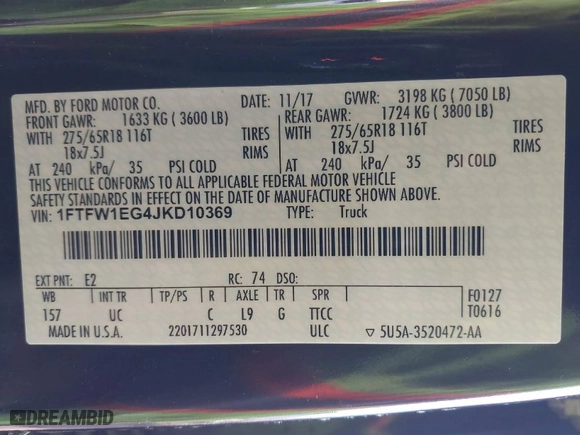 MFD. BY FORD MOTOR CO.
DATE: 11/17 GVWR: 3198 KG ( 7050 LB)
FRONT GAWR: 1633 KG ( 3600 LB)
REAR GAWR: 1724 KG ( 3800 LB)
WITH 275/65R18 116T TIRES
WITH 275/65R18 116T TIRES
18x7.5J RIMS
18x7.5J RIMS
AT 240 kPa/ 35 PSI COLD
AT 240 kPa/ 35 PSI COLD
THIS VEHICLE CONFORMS TO ALL APPLICABLE FEDERAL MOTOR VEHICLE
SAFETY STANDARDS IN EFFECT ON THE DATE OF MANUFACTURE SHOWN ABOVE.
VIN: 1FTFW1EG4JKD10369 TYPE: Truck
EXT PNT: E2 RC: 74 DSO:
WB INT TR TP/PS R AXLE TR SPR
157 UC C L9 G TTCC
F0127
T0616
MADE IN U.S.A. 2201711297530 ULC ▽ 5U5A-3520472-AA
DREAMBID